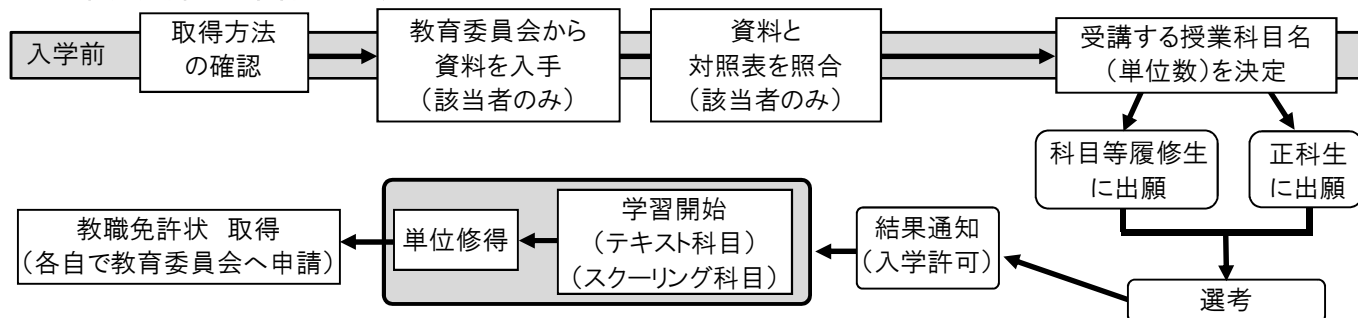 入学前
取得方法
の確認
教育委員会から
資料を入手
（該当者のみ）
資料と
対照表を照合
（該当者のみ）
受講する授業科目名
（単位数）を決定
科目等履修生
に出願
正科生
に出願
選考
結果通知
（入学許可）
学習開始
（テキスト科目）
（スクーリング科目）
単位修得
教職免許状　取得
（各自で教育委員会へ申請）